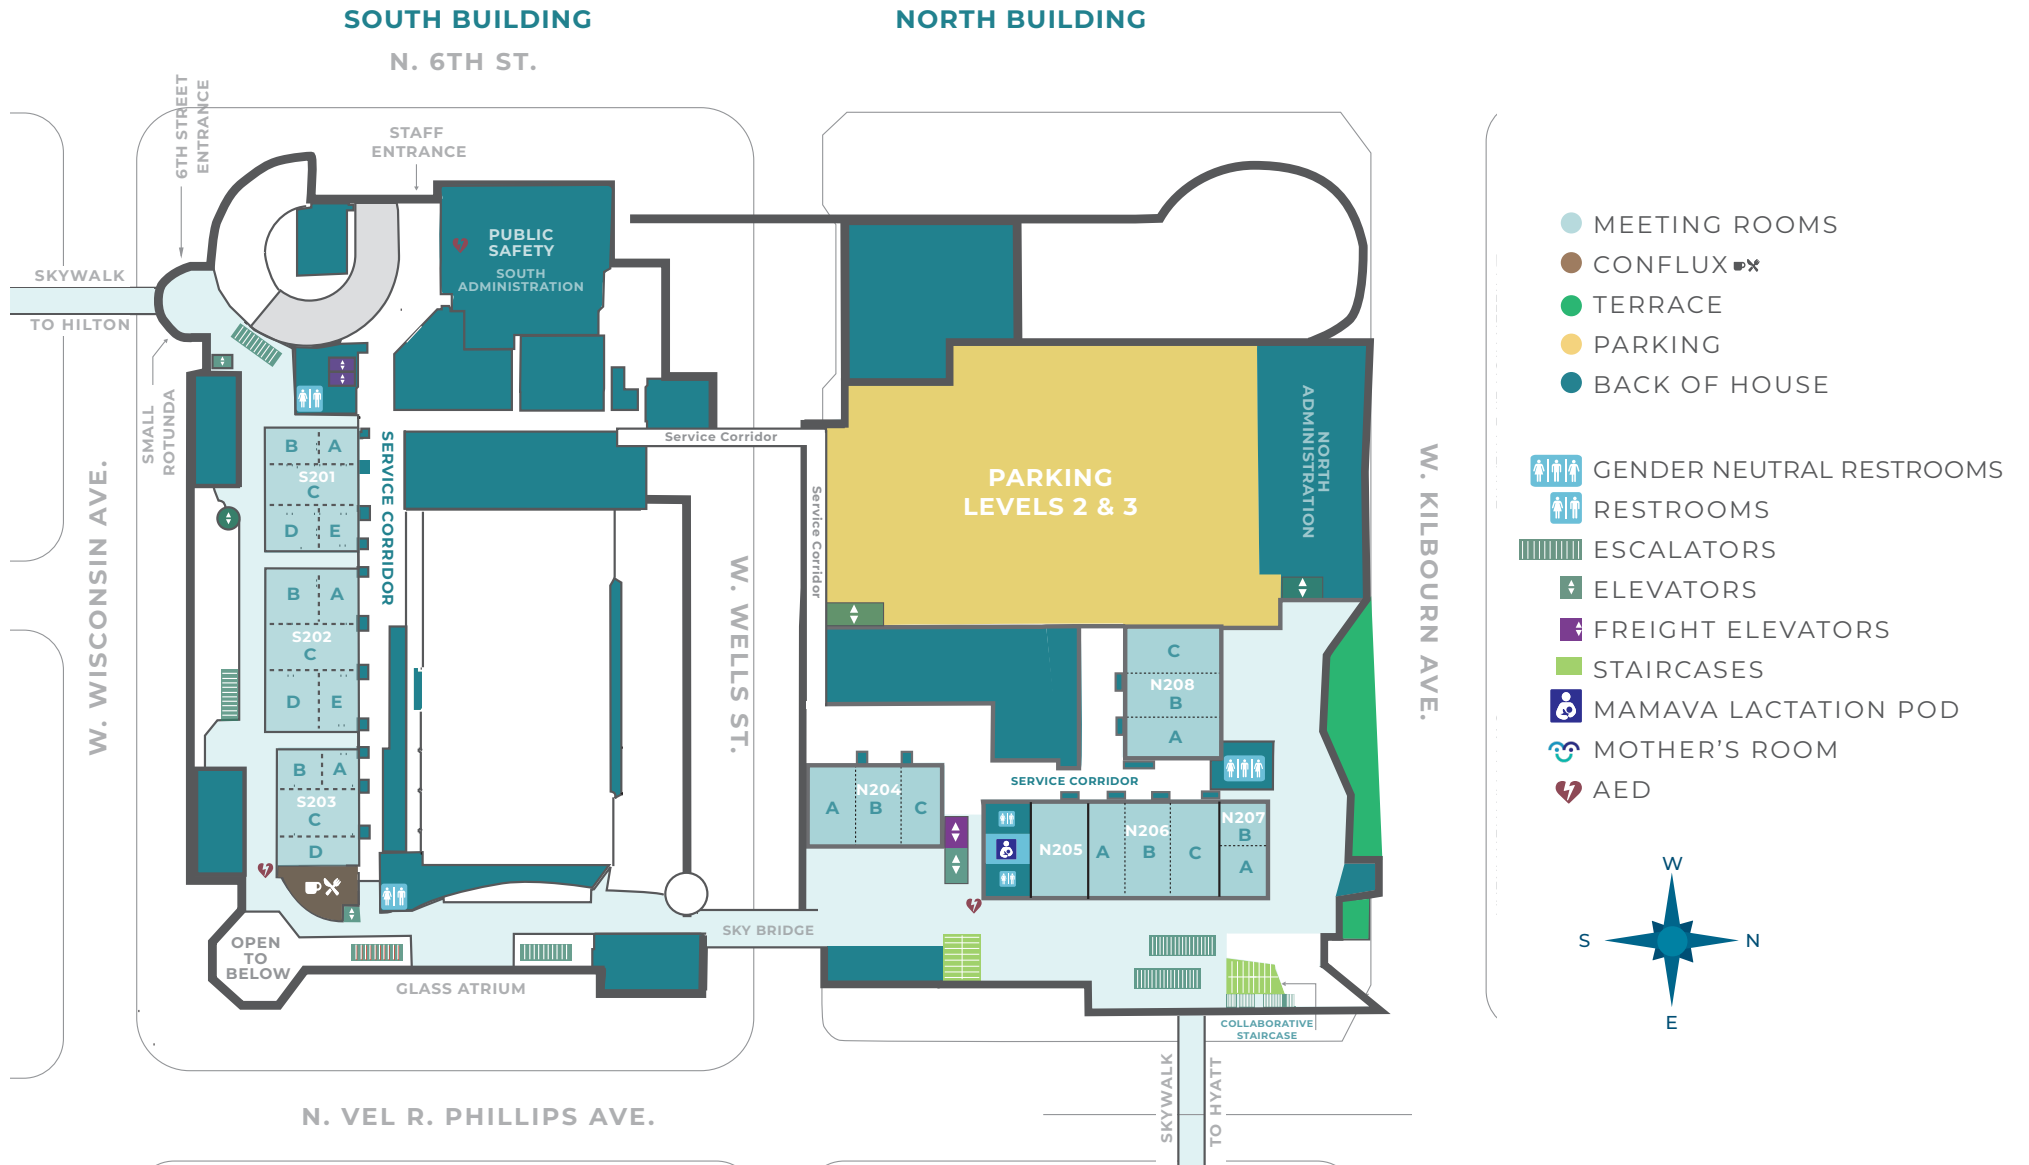 SOUTH BUILDING
NORTH BUILDING
N. 6TH ST.
6TH STREET
ENTRANCE
STAFF
ENTRANCE
PUBLIC
SAFETY
SOUTH
ADMINISTRATION
SKYWALK
TO HILTON
SMALL
ROTUNDA
W. WISCONSIN AVE.
B
A
S201
C
D
E
SERVICE CORRIDOR
B
A
S202
C
D
E
B
A
S203
C
D
OPEN
TO
BELOW
GLASS ATRIUM
Service Corridor
Service Corridor
W. WELLS ST.
SKY BRIDGE
PARKING
LEVELS 2 & 3
NORTH
ADMINISTRATION
W. KILBOURN AVE.
C
N208
B
A
SERVICE CORRIDOR
N204
A
B
C
N205
N206
A
B
C
N207
B
A
COLLABORATIVE
STAIRCASE
SKYWALK
TO HYATT
N. VEL R. PHILLIPS AVE.
MEETING ROOMS
CONFLUX
TERRACE
PARKING
BACK OF HOUSE
GENDER NEUTRAL RESTROOMS
RESTROOMS
ESCALATORS
ELEVATORS
FREIGHT ELEVATORS
STAIRCASES
MAMAVA LACTATION POD
MOTHER'S ROOM
AED
W
S
N
E